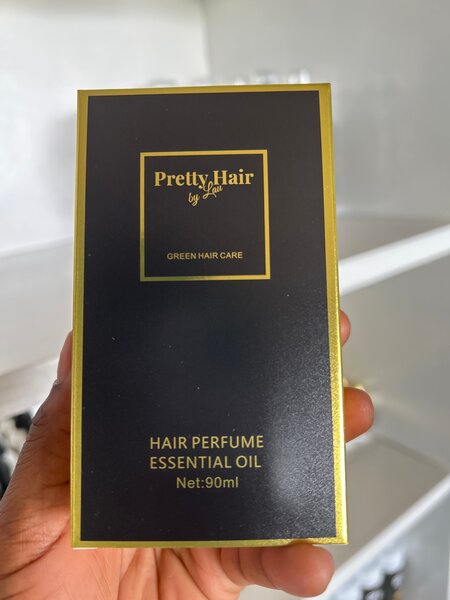 Pretty Hair
by Lau
GREEN HAIR CARE
HAIR PERFUME
ESSENTIAL OIL
Net:90ml